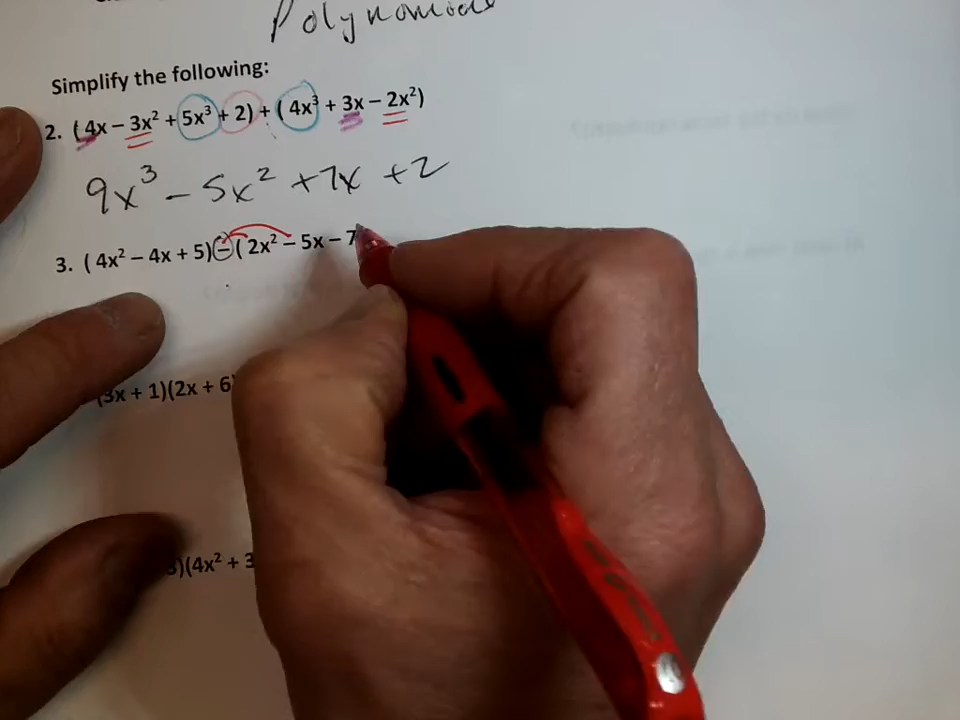 Simplify the following:
2. (4x – 3x² + 5x³ + 2) + (4x³ + 3x – 2x²)
9x³ – 5x² + 7x + 2
3. (4x² – 4x + 5) – (2x² – 5x – 7
(3x + 1)(2x + 6
)(4x² + 3